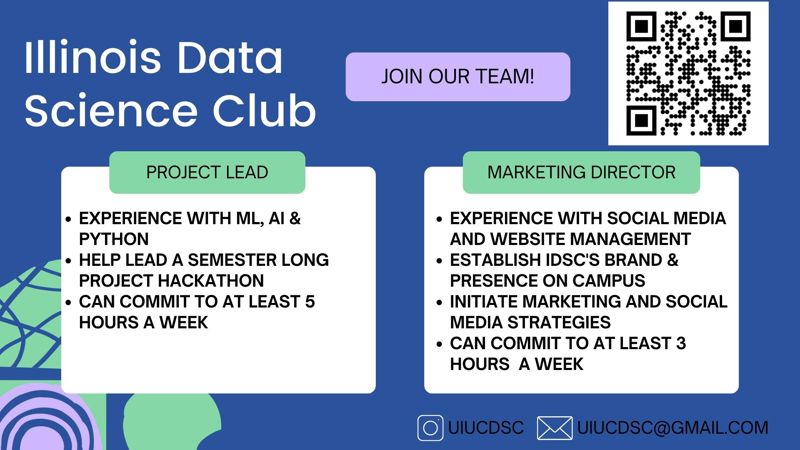 Illinois Data
Science Club
JOIN OUR TEAM!
PROJECT LEAD
• EXPERIENCE WITH ML, AI &
PYTHON
• HELP LEAD A SEMESTER LONG
PROJECT HACKATHON
• CAN COMMIT TO AT LEAST 5
HOURS A WEEK
MARKETING DIRECTOR
• EXPERIENCE WITH SOCIAL MEDIA
AND WEBSITE MANAGEMENT
• ESTABLISH IDSC'S BRAND &
PRESENCE ON CAMPUS
• INITIATE MARKETING AND SOCIAL
MEDIA STRATEGIES
• CAN COMMIT TO AT LEAST 3
HOURS A WEEK
UIUCDSC
UIUCDSC@GMAIL.COM